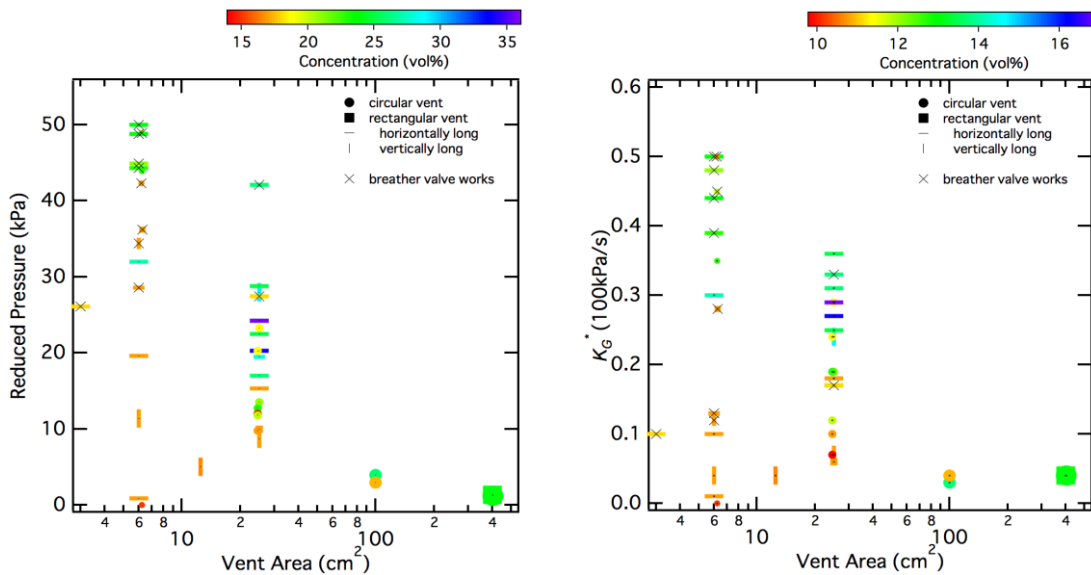 15 20 25 30 35
Concentration (vol%)
50
40
30
20
10
0
Reduced Pressure (kPa)
circular vent
rectangular vent
horizontally long
vertically long
breather valve works
4 6 8 10 2 4 6 8 100 2 4
Vent Area (cm2)
10 12 14 16
Concentration (vol%)
0.6
0.5
0.4
0.3
0.2
0.1
0.0
KG* (100kPa/s)
circular vent
rectangular vent
horizontally long
vertically long
breather valve works
4 6 8 10 2 4 6 8 100 2 4
Vent Area (cm2)